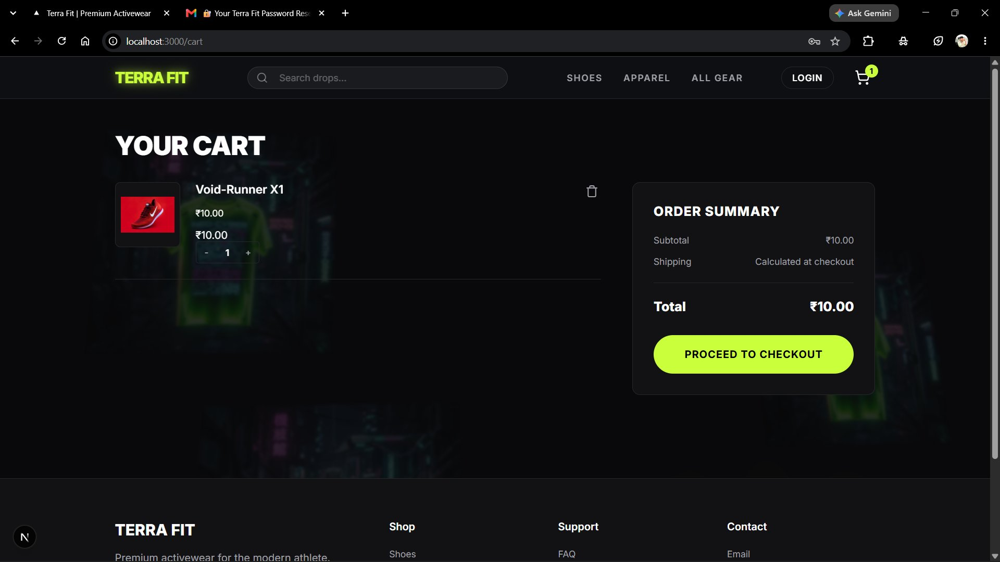 Terra Fit | Premium Activewear
Your Terra Fit Password Rese
Ask Gemini
localhost:3000/cart
TERRA FIT
Search drops...
SHOES
APPAREL
ALL GEAR
LOGIN
1
YOUR CART
Void-Runner X1
₹10.00
₹10.00
- 1 +
ORDER SUMMARY
Subtotal ₹10.00
Shipping Calculated at checkout
Total ₹10.00
PROCEED TO CHECKOUT
TERRA FIT
Premium activewear for the modern athlete.
Shop
Shoes
Support
FAQ
Contact
Email
N